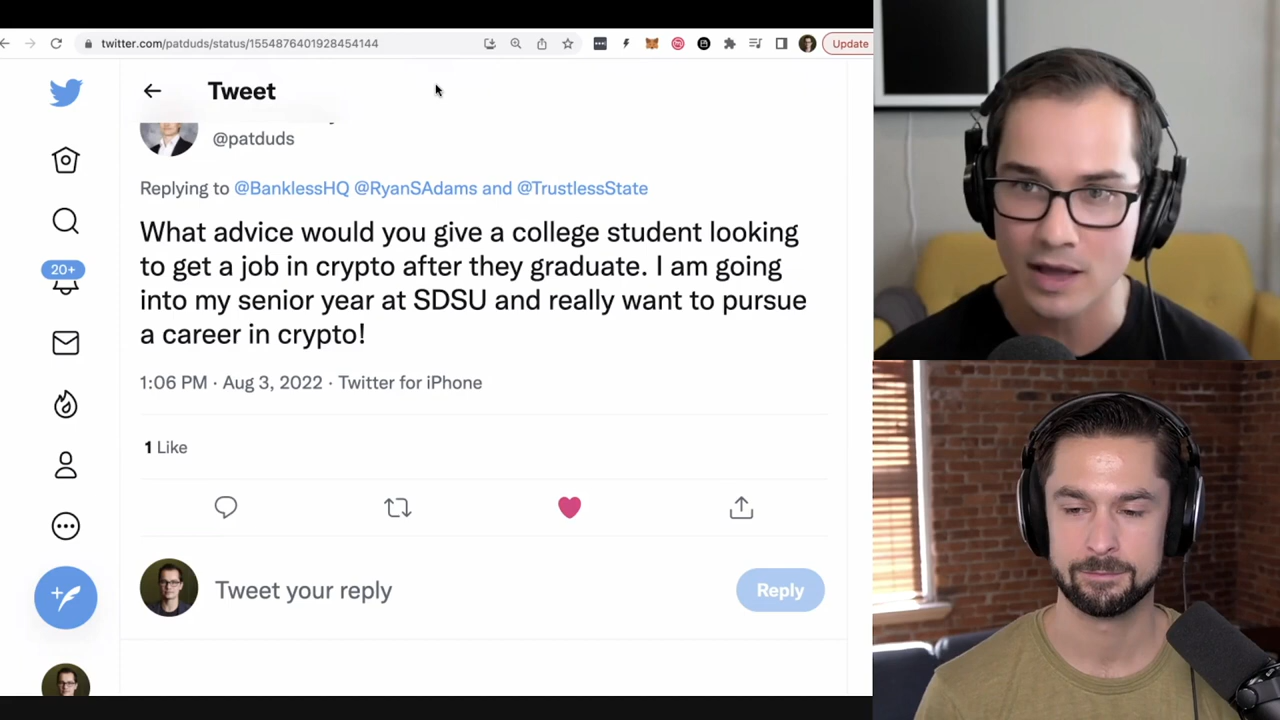 twitter.com/patduds/status/1554876401928454144
Update
Tweet
@patduds
Replying to @BanklessHQ @RyanSAdams and @TrustlessState
What advice would you give a college student looking
to get a job in crypto after they graduate. I am going
into my senior year at SDSU and really want to pursue
a career in crypto!
20+
1:06 PM · Aug 3, 2022 · Twitter for iPhone
1 Like
Tweet your reply
Reply